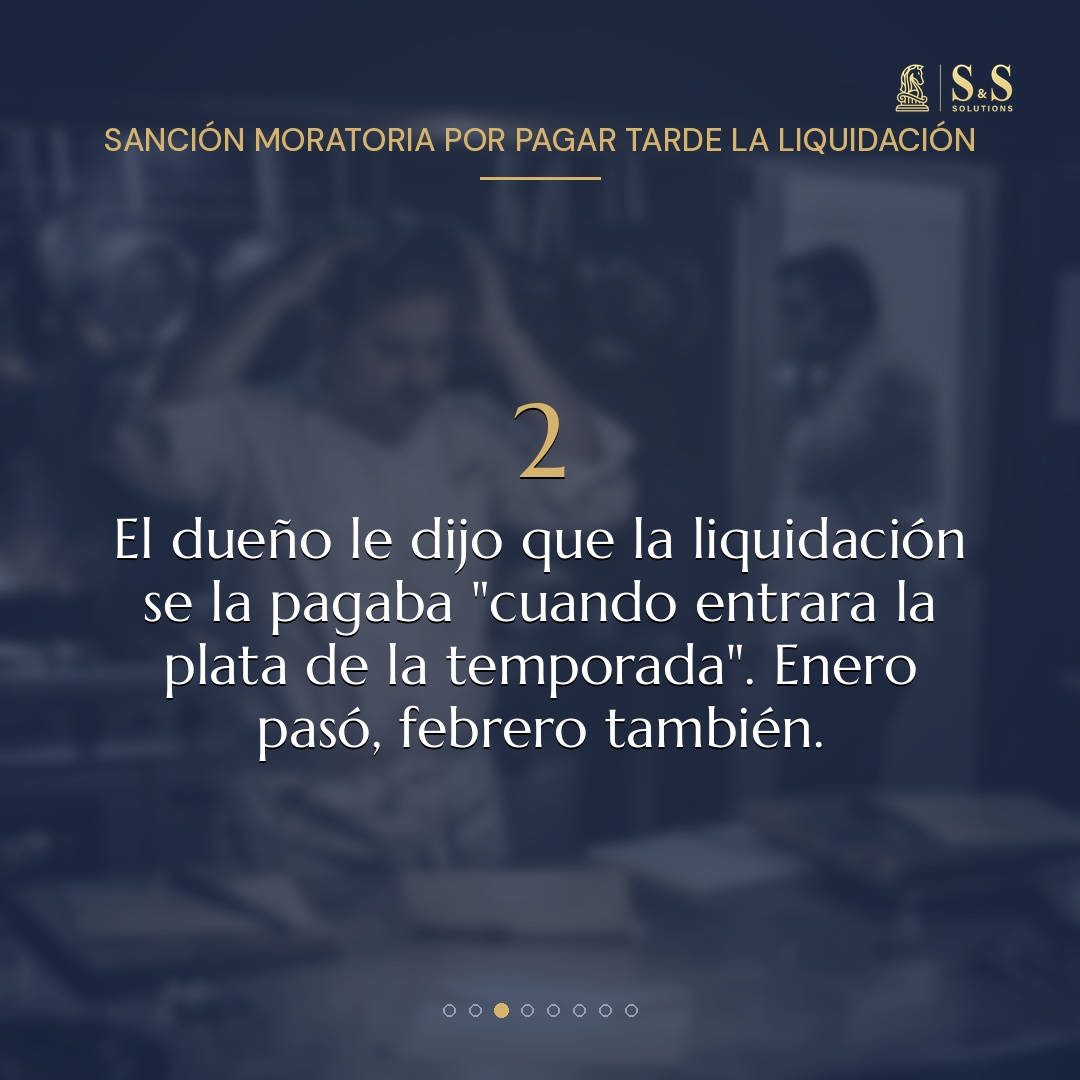 S&S
SOLUTIONS
SANCIÓN MORATORIA POR PAGAR TARDE LA LIQUIDACIÓN
2
El dueño le dijo que la liquidación
se la pagaba "cuando entrara la
plata de la temporada". Enero
pasó, febrero también.